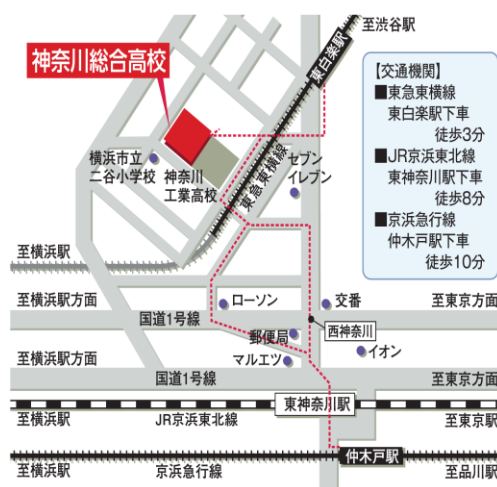 至渋谷駅
東白楽駅
神奈川総合高校
【交通機関】
■東急東横線
東白楽駅下車
徒歩3分
■JR京浜東北線
東神奈川駅下車
徒歩8分
■京浜急行線
仲木戸駅下車
徒歩10分
横浜市立
二谷小学校
神奈川
工業高校
東急東横線
セブン
イレブン
至横浜駅
ローソン
交番
至横浜駅方面
国道1号線
至東京方面
西神奈川
郵便局
イオン
マルエツ
至横浜駅方面
国道1号線
至東京方面
東神奈川駅
至横浜駅
JR京浜東北線
至東京駅
仲木戸駅
至横浜駅
京浜急行線
至品川駅